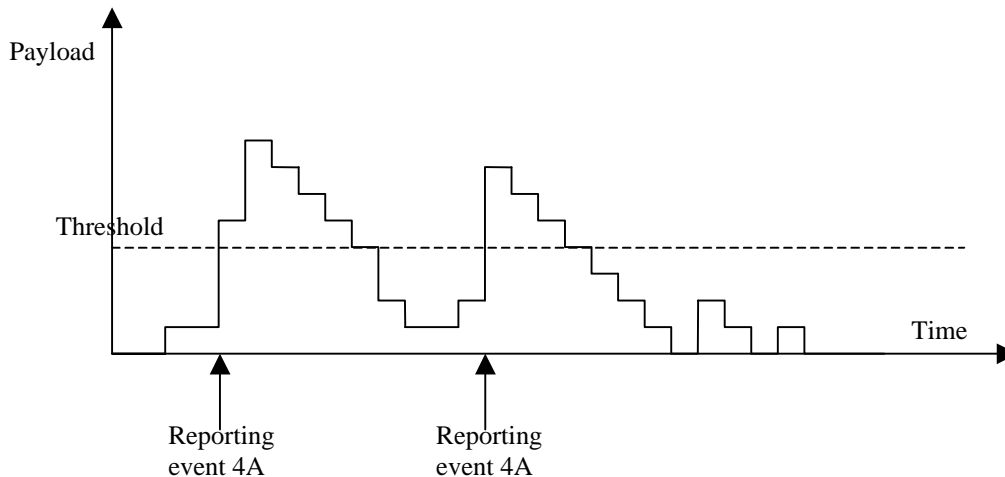 Payload
Threshold
Time
Reporting
event 4A
Reporting
event 4A